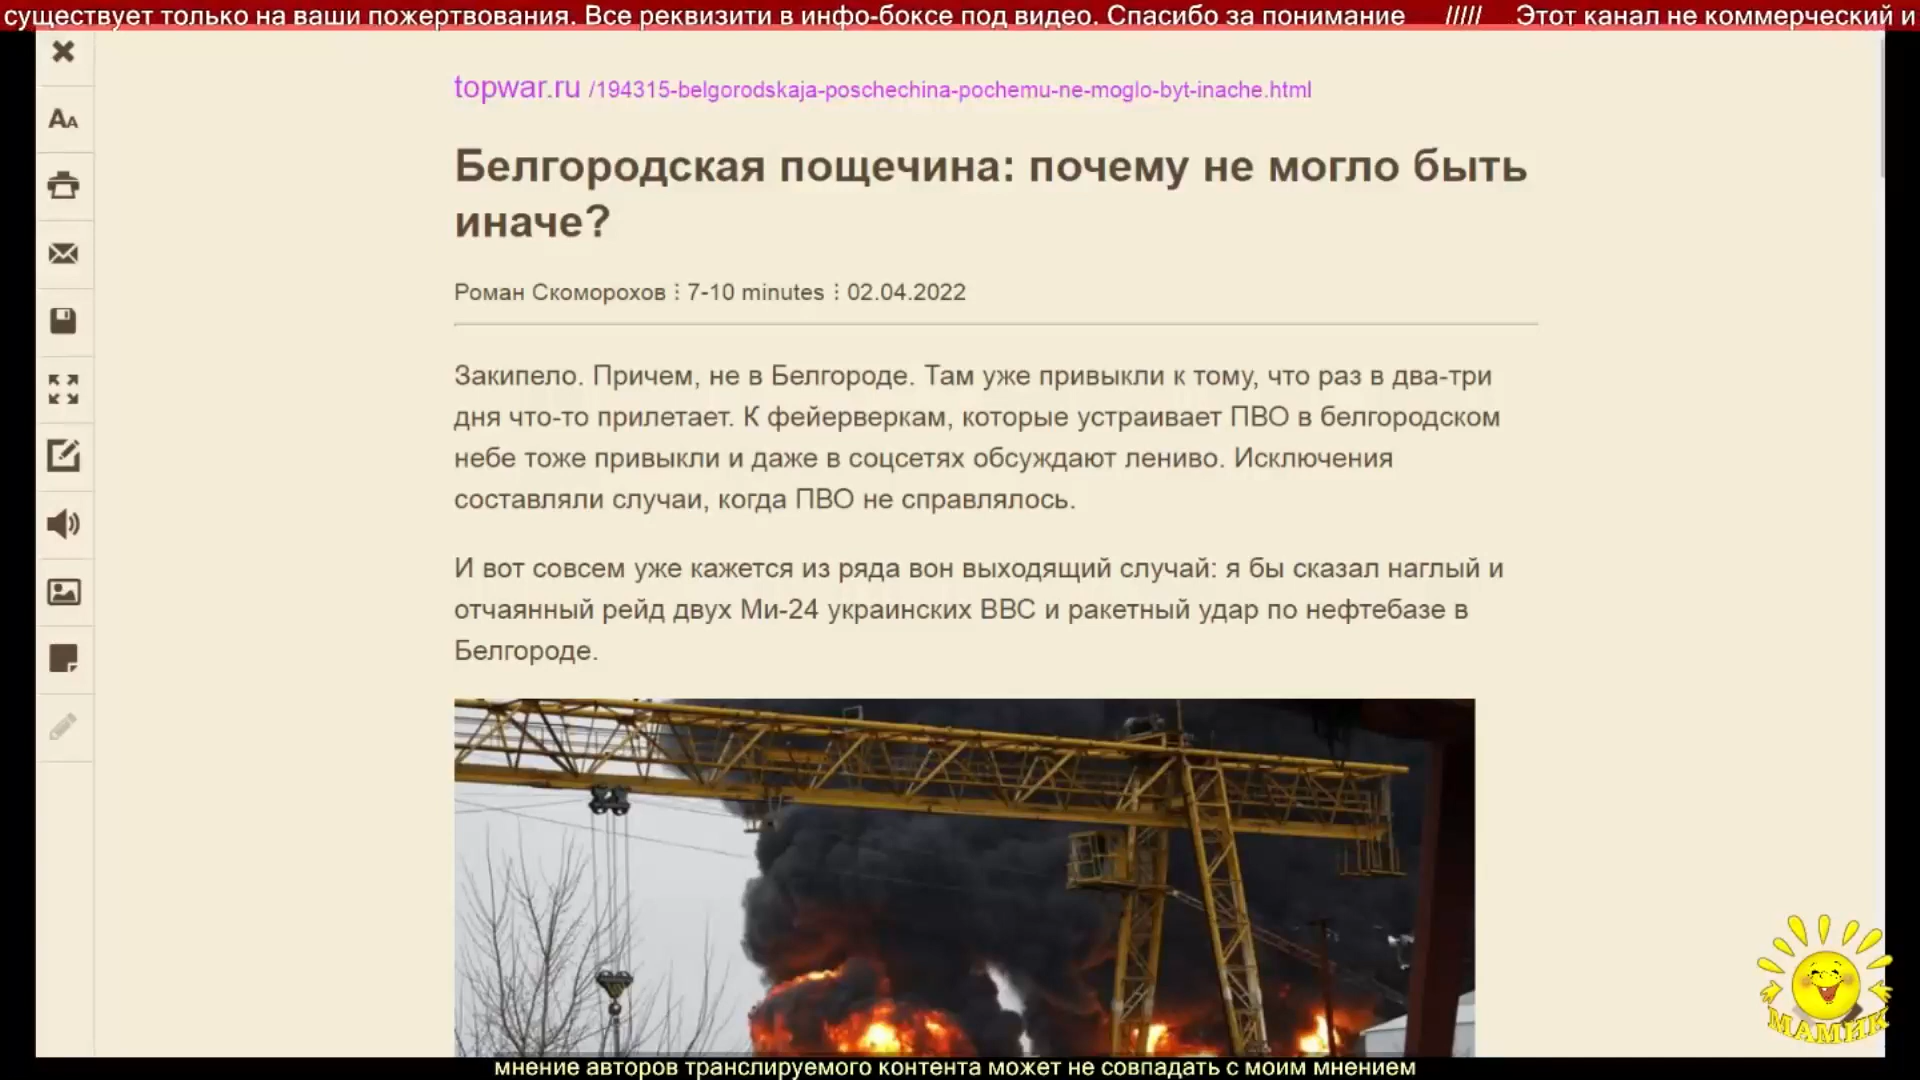 существует только на ваши пожертвования. Все реквизити в инфо-боксе под видео. Спасибо за понимание ///// Этот канал не коммерческий и
topwar.ru /194315-belgorodskaja-poschechina-pochemu-ne-moglo-byt-inache.html
Белгородская пощечина: почему не могло быть
иначе?
Роман Скоморохов ⁝ 7-10 minutes ⁝ 02.04.2022
Закипело. Причем, не в Белгороде. Там уже привыкли к тому, что раз в два-три
дня что-то прилетает. К фейерверкам, которые устраивает ПВО в белгородском
небе тоже привыкли и даже в соцсетях обсуждают лениво. Исключения
составляли случаи, когда ПВО не справлялось.
И вот совсем уже кажется из ряда вон выходящий случай: я бы сказал наглый и
отчаянный рейд двух Ми-24 украинских ВВС и ракетный удар по нефтебазе в
Белгороде.
МАМИК
мнение авторов транслируемого контента может не совпадать с моим мнением